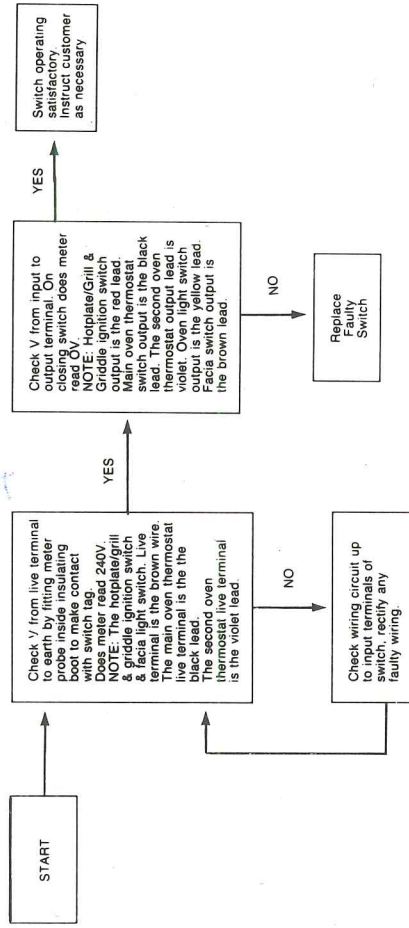 START
Check V from live terminal
to earth by fitting meter
probe inside insulating
boot to make contact
with switch tag.
Does meter read 240V.
NOTE: The hotplate/grill
& griddle ignition switch
& facia light switch. Live
terminal is the brown wire.
The main oven thermostat
live terminal is the the
black lead.
The second oven
thermostat live terminal
is the violet lead.
YES
NO
Check wiring circuit up
to input terminals of
switch, rectify any
faulty wiring.
Check V from input to
output terminal. On
closing switch does meter
read OV.
NOTE: Hotplate/Grill &
Griddle ignition switch
output is the red lead.
Main oven thermostat
switch output is the black
lead. The second oven
thermostat output lead is
violet. Oven light switch
output is the yellow lead.
Facia switch output is
the brown lead.
YES
NO
Replace
Faulty
Switch
Switch operating
satisfactory.
Instruct customer
as necessary